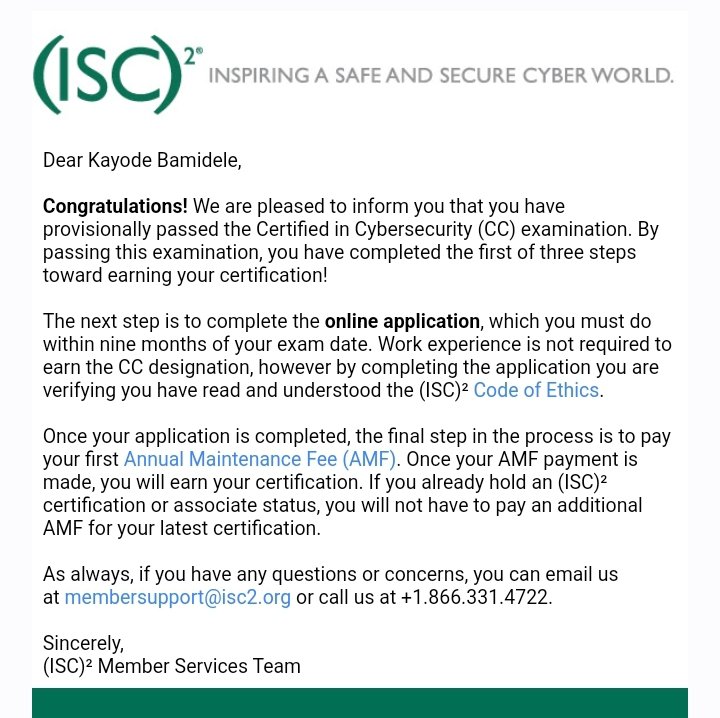 (ISC)²® INSPIRING A SAFE AND SECURE CYBER WORLD.
Dear Kayode Bamidele,
Congratulations! We are pleased to inform you that you have
provisionally passed the Certified in Cybersecurity (CC) examination. By
passing this examination, you have completed the first of three steps
toward earning your certification!
The next step is to complete the online application, which you must do
within nine months of your exam date. Work experience is not required to
earn the CC designation, however by completing the application you are
verifying you have read and understood the (ISC)² Code of Ethics.
Once your application is completed, the final step in the process is to pay
your first Annual Maintenance Fee (AMF). Once your AMF payment is
made, you will earn your certification. If you already hold an (ISC)²
certification or associate status, you will not have to pay an additional
AMF for your latest certification.
As always, if you have any questions or concerns, you can email us
at membersupport@isc2.org or call us at +1.866.331.4722.
Sincerely,
(ISC)² Member Services Team